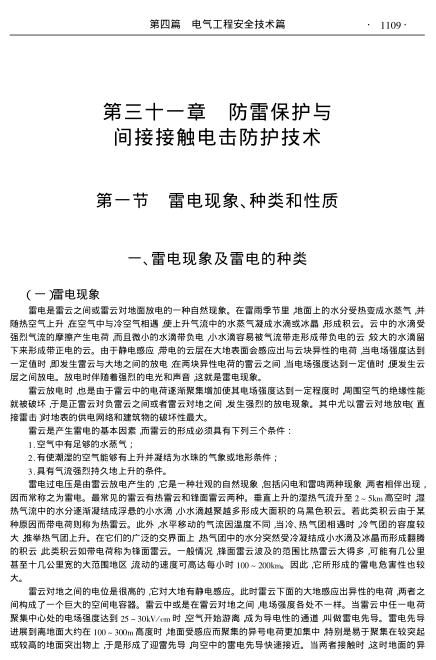 第四篇　电气工程安全技术篇　· 1109 ·
第三十一章　防雷保护与
间接接触电击防护技术
第一节　雷电现象、种类和性质
一、雷电现象及雷电的种类
（一）雷电现象
雷电是雷云之间或雷云对地面放电的一种自然现象。在雷雨季节里,地面上的水分受热变成水蒸气,并
随热空气上升,在空气中与冷空气相遇,使上升气流中的水蒸气凝成水滴或冰晶,形成积云。云中的水滴受
强烈气流的摩擦产生电荷,而且微小的水滴带负电,小水滴容易被气流带走形成带负电的云;较大的水滴留
下来形成带正电的云。由于静电感应,带电的云层在大地表面会感应出与云块异性的电荷,当电场强度达到
一定值时,即发生雷云与大地之间的放电;在两块异性电荷的雷云之间,当电场强度达到一定值时,便发生云
层之间放电。放电时伴随着强烈的电光和声音,这就是雷电现象。
雷云放电时,也是由于雷云中的电荷逐渐聚集增加使其电场强度达到一定程度时,周围空气的绝缘性能
就被破坏,于是正雷云对负雷云之间或者雷云对地之间,发生强烈的放电现象。其中尤以雷云对地放电(直
接雷击)对地表的供电网络和建筑物的破坏性最大。
雷云是产生雷电的基本因素,而雷云的形成必须具有下列三个条件：
1.空气中有足够的水蒸气；
2.有使潮湿的空气能够有上升并凝结为水珠的气象或地形条件；
3.具有气流强烈持久地上升的条件。
雷电过电压是由雷云放电产生的,它是一种壮观的自然现象,包括闪电和雷鸣两种现象,两者相伴出现,
因而常称之为雷电。最常见的雷云有热雷云和锋面雷云两种。垂直上升的湿热气流升至 2～5km 高空时,湿
热气流中的水分逐渐凝结成浮悬的小水滴,小水滴越聚越多形成大面积的乌黑色积云。若此类积云由于某
种原因而带电荷则称为热雷云。此外,水平移动的气流因温度不同,当冷、热气团相遇时,冷气团的容度较
大,推举热气团上升。在它们的广泛的交界面上,热气团中的水分突然受冷凝结成小水滴及冰晶而形成翻腾
的积云,此类积云如带电荷称为锋面雷云。一般情况,锋面雷云波及的范围比热雷云大得多,可能有几公里
甚至十几公里宽的大范围地区,流动的速度可高达每小时 100～200km。因此,它所形成的雷电危害性也较
大。
雷云对地之间的电位是很高的,它对大地有静电感应。此时雷云下面的大地感应出异性的电荷,两者之
间构成了一个巨大的空间电容器。雷云中或是在雷云对地之间,电场强度各处不一样。当雷云中任一电荷
聚集中心处的电场强度达到 25～30kV/cm 时,空气开始游离,成为导电性的通道,叫做雷电先导。雷电先导
进展到离地面大约在 100～300m 高度时,地面受感应而聚集的异号电荷更加集中,特别是易于聚集在较突起
或较高的地面突出物上,于是形成了迎雷先导,向空中的雷电先导快速接近。当两者接触时,这时地面的异